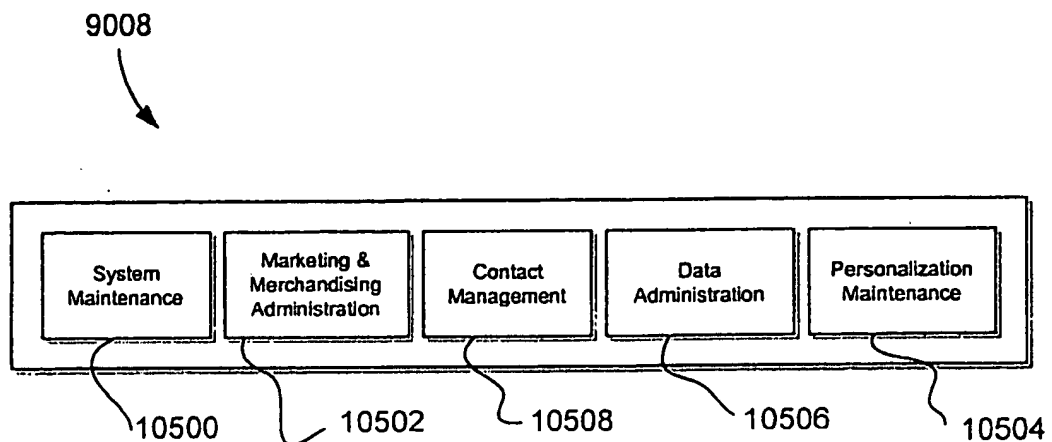 9008
System
Maintenance
Marketing &
Merchandising
Administration
Contact
Management
Data
Administration
Personalization
Maintenance
10500
10502
10508
10506
10504